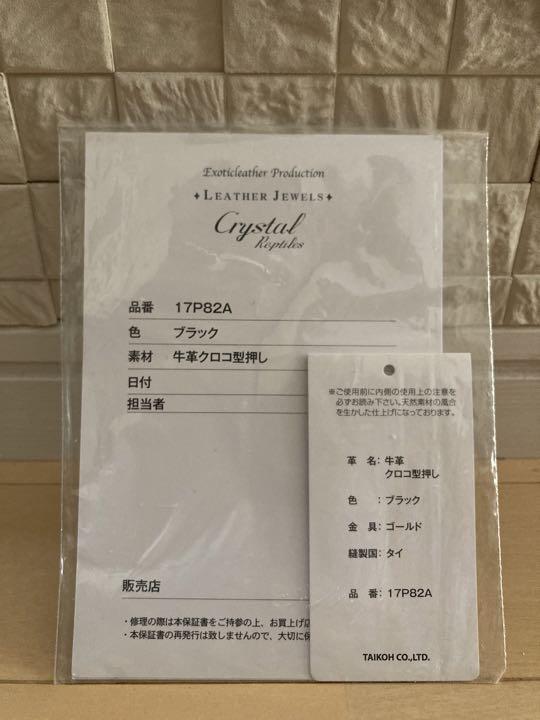 Exoticleather Production
✦LEATHER JEWELS✦
Crystal
Reptiles
品番 17P82A
色 ブラック
素材 牛革クロコ型押し
日付
担当者
販売店
・修理の際は本保証書をご持参の上、お買上げ店
・本保証書の再発行は致しませんので、大切に保
※ご使用前に内側の使用上の注意を
必ずお読み下さい。天然素材の風合
を生かした仕上げになっております。
革 名：牛革
クロコ型押し
色 ：ブラック
金 具：ゴールド
縫製国：タイ
品 番：17P82A
TAIKOH CO.,LTD.